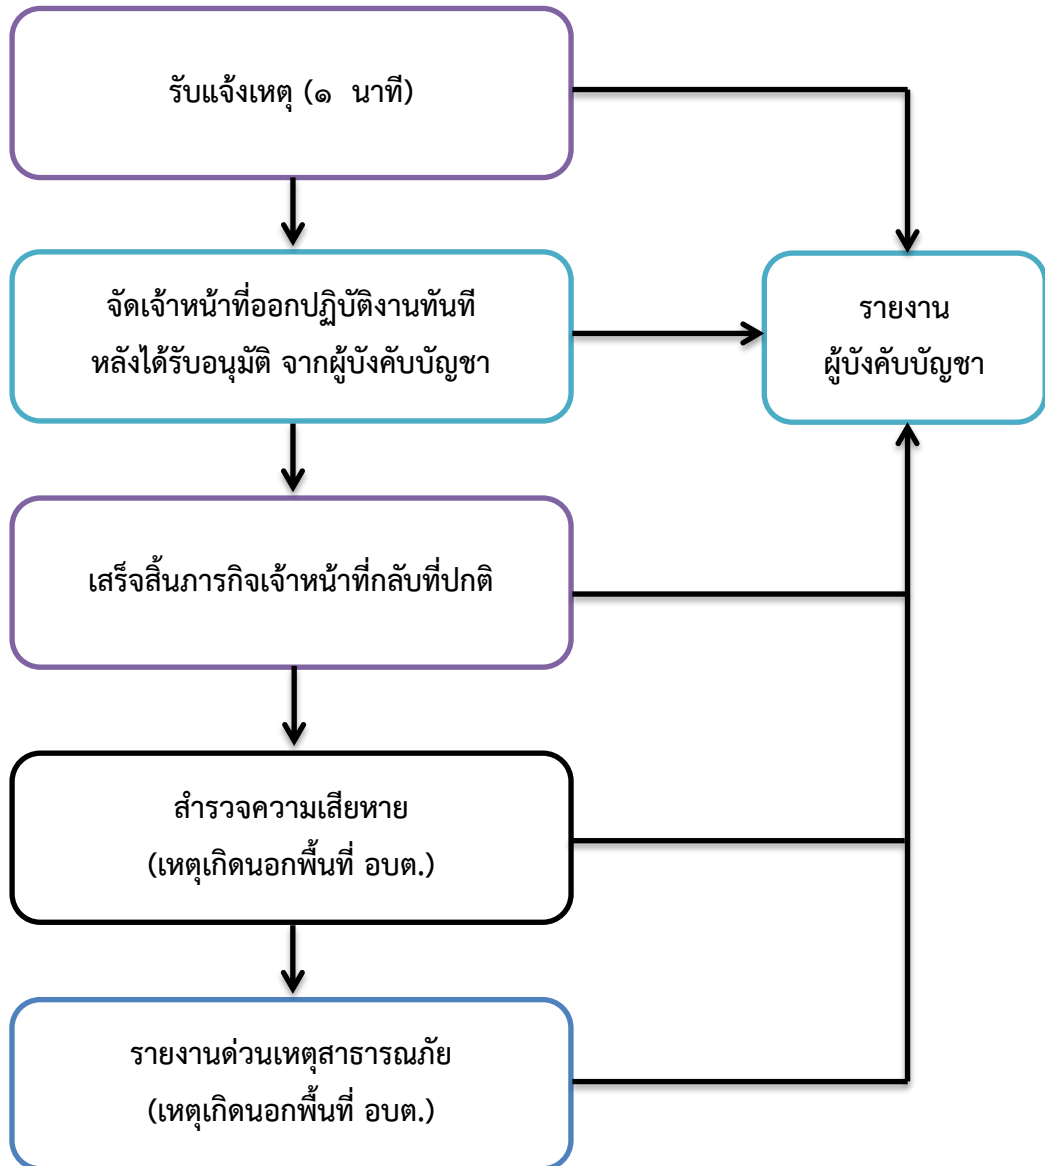 รับแจ้งเหตุ (๑ นาที)
จัดเจ้าหน้าที่ออกปฏิบัติงานทันที
หลังได้รับอนุมัติ จากผู้บังคับบัญชา
รายงาน
ผู้บังคับบัญชา
เสร็จสิ้นภารกิจเจ้าหน้าที่กลับที่ปกติ
สำรวจความเสียหาย
(เหตุเกิดนอกพื้นที่ อบต.)
รายงานด่วนเหตุสาธารณภัย
(เหตุเกิดนอกพื้นที่ อบต.)